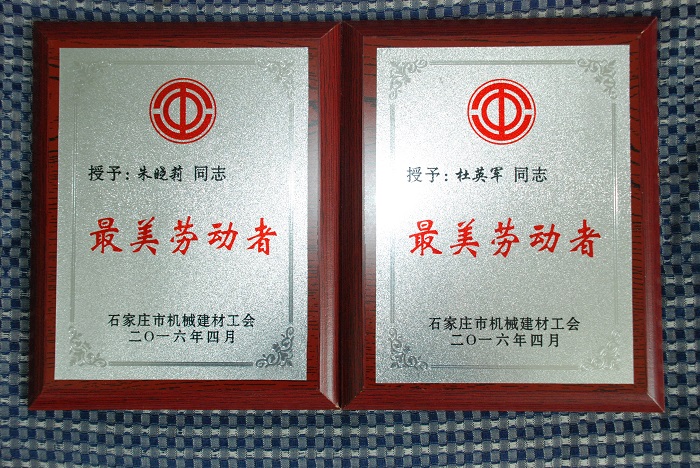 授予：朱晓莉 同志
最美劳动者
石家庄市机械建材工会
二〇一六年四月
授予：杜英军 同志
最美劳动者
石家庄市机械建材工会
二〇一六年四月